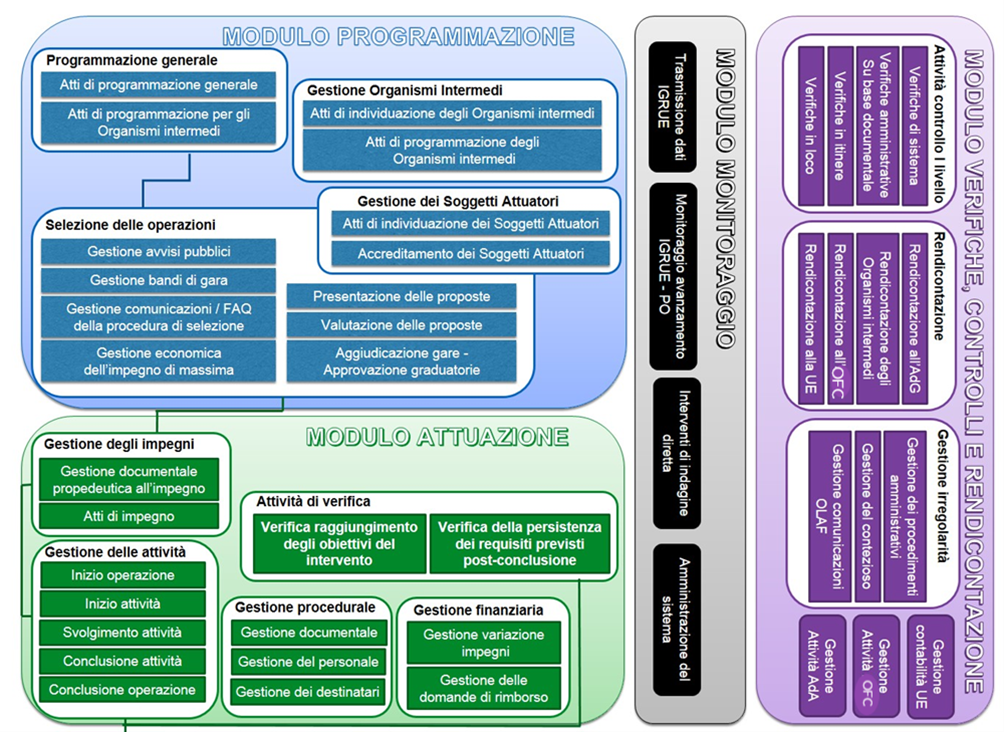 MODULO PROGRAMMAZIONE
Programmazione generale
Atti di programmazione generale
Atti di programmazione per gli
Organismi intermedi
Gestione Organismi Intermedi
Atti di individuazione degli Organismi intermedi
Atti di programmazione degli
Organismi intermedi
Gestione dei Soggetti Attuatori
Atti di individuazione dei Soggetti Attuatori
Accreditamento dei Soggetti Attuatori
Selezione delle operazioni
Gestione avvisi pubblici
Gestione bandi di gara
Gestione comunicazioni / FAQ
della procedura di selezione
Gestione economica
dell'impegno di massima
Presentazione delle proposte
Valutazione delle proposte
Aggiudicazione gare -
Approvazione graduatorie
MODULO ATTUAZIONE
Gestione degli impegni
Gestione documentale
propedeutica all'impegno
Atti di impegno
Attività di verifica
Verifica raggiungimento
degli obiettivi del
intervento
Verifica della persistenza
dei requisiti previsti
post-conclusione
Gestione delle attività
Inizio operazione
Inizio attività
Svolgimento attività
Conclusione attività
Conclusione operazione
Gestione procedurale
Gestione documentale
Gestione del personale
Gestione dei destinatari
Gestione finanziaria
Gestione variazione
impegni
Gestione delle
domande di rimborso
MODULO MONITORAGGIO
Trasmissione dati
IGRUE
Monitoraggio avanzamento
IGRUE - PO
Interventi di indagine
diretta
Amministrazione del
sistema
MODULO VERIFICHE, CONTROLLI E RENDICONTAZIONE
Attività controllo I livello
Verifiche di sistema
Verifiche amministrative
Su base documentale
Verifiche in itinere
Verifiche in loco
Rendicontazione
Rendicontazione all'AdG
Rendicontazione degli
Organismi intermedi
Rendicontazione all'OFC
Rendicontazione alla UE
Gestione irregolarità
Gestione dei procedimenti
amministrativi
Gestione del contezioso
Gestione comunicazioni
OLAF
Gestione
contabilità UE
Gestione
Attività OFC
Gestione
Attività AdA